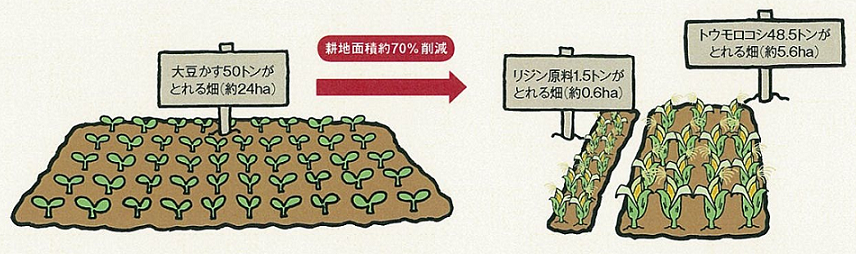 大豆かす50トンが
とれる畑(約24ha)
耕地面積約70%削減
リジン原料1.5トンが
とれる畑(約0.6ha)
トウモロコシ48.5トンが
とれる畑(約5.6ha)